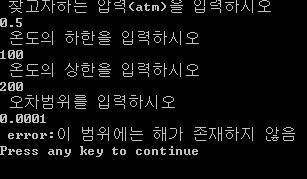 찾고자하는 압력(atm)을 입력하시오
0.5
온도의 하한을 입력하시오
100
온도의 상한을 입력하시오
200
오차범위를 입력하시오
0.0001
error:이 범위에는 해가 존재하지 않음
Press any key to continue